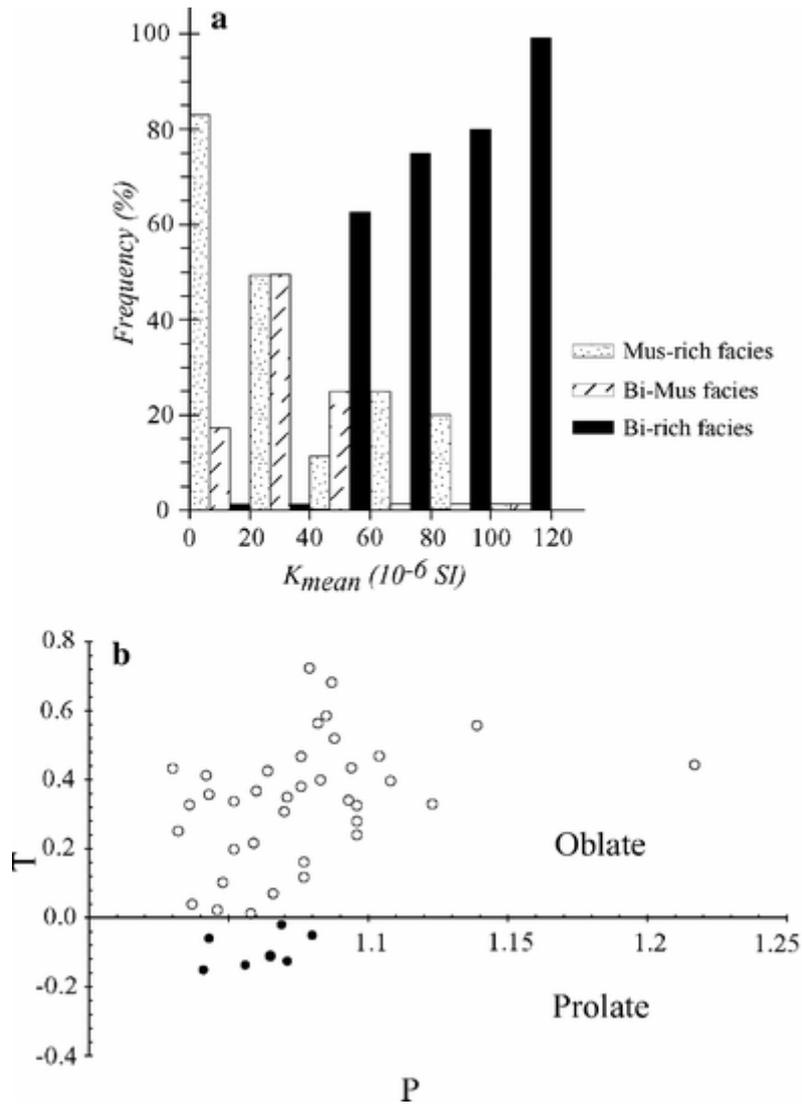 a
100
80
60
40
20
0
Frequency (%)
0 20 40 60 80 100 120
Kmean (10-6 SI)
Mus-rich facies
Bi-Mus facies
Bi-rich facies
b
0.8
0.6
0.4
0.2
0.0
-0.2
-0.4
T
Oblate
1.1 1.15 1.2 1.25
Prolate
P